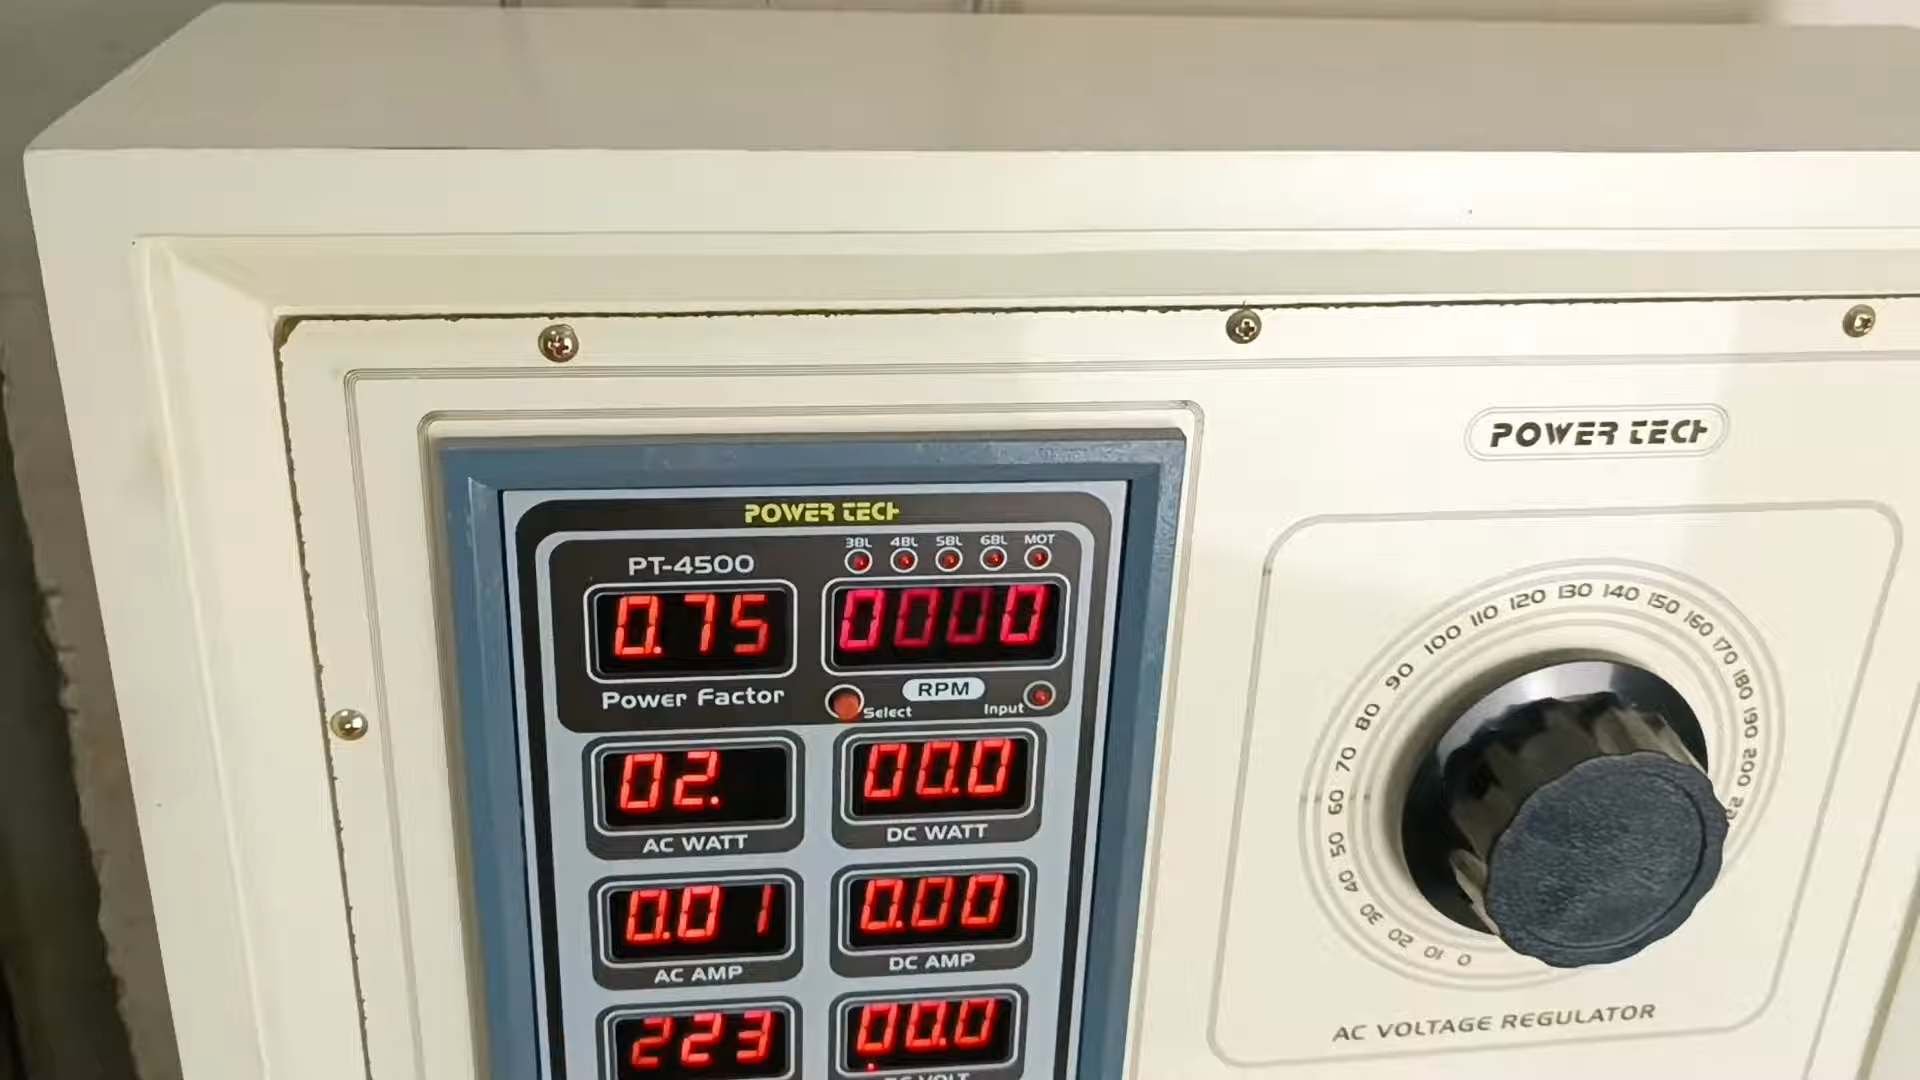 POWER TECH
POWER TECH
PT-4500
3BL 4BL 5BL 6BL MOT
0.75
0000
Power Factor
Select
RPM
Input
02.
00.0
AC WATT
DC WATT
0.01
0.00
AC AMP
DC AMP
223
00.0
0 10 20 30 40 50 60 70 80 90 100 110 120 130 140 150 160 170 180 190 200
AC VOLTAGE REGULATOR